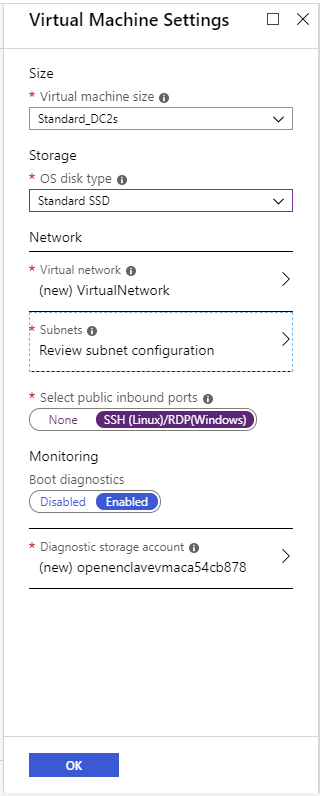 Virtual Machine Settings
Size
* Virtual machine size
Standard_DC2s
Storage
* OS disk type
Standard SSD
Network
* Virtual network
(new) VirtualNetwork
* Subnets
Review subnet configuration
* Select public inbound ports
None SSH (Linux)/RDP(Windows)
Monitoring
Boot diagnostics
Disabled Enabled
* Diagnostic storage account
(new) openenclavevmaca54cb878
OK